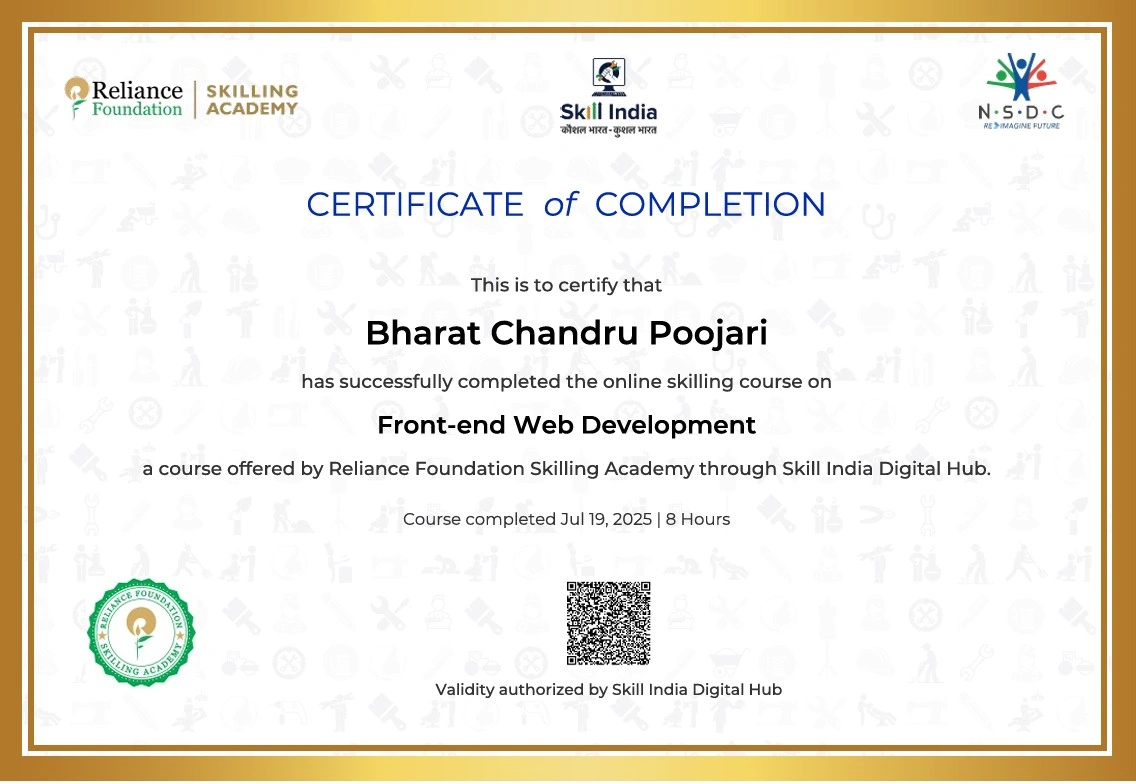 Reliance Foundation
SKILLING ACADEMY
Skill India
कौशल भारत-कुशल भारत
N·S·D·C
RE IMAGINE FUTURE
CERTIFICATE of COMPLETION
This is to certify that
Bharat Chandru Poojari
has successfully completed the online skilling course on
Front-end Web Development
a course offered by Reliance Foundation Skilling Academy through Skill India Digital Hub.
Course completed Jul 19, 2025 | 8 Hours
RELIANCE FOUNDATION
SKILLING ACADEMY
Validity authorized by Skill India Digital Hub